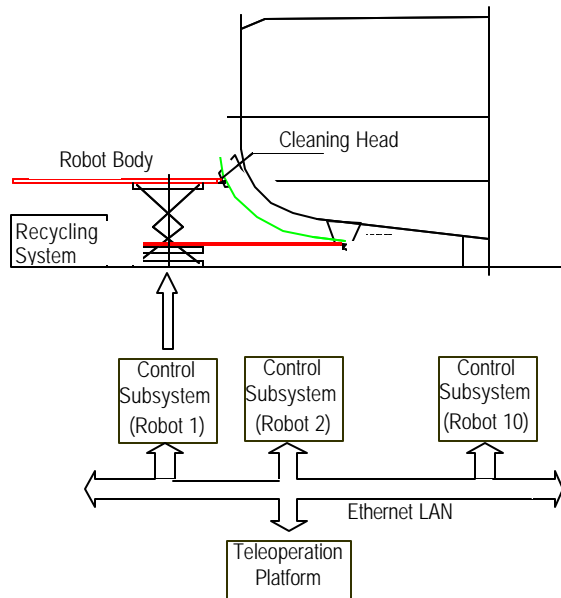 Cleaning Head
Robot Body
Recycling
System
Control
Subsystem
(Robot 1)
Control
Subsystem
(Robot 2)
Control
Subsystem
(Robot 10)
Ethernet LAN
Teleoperation
Platform